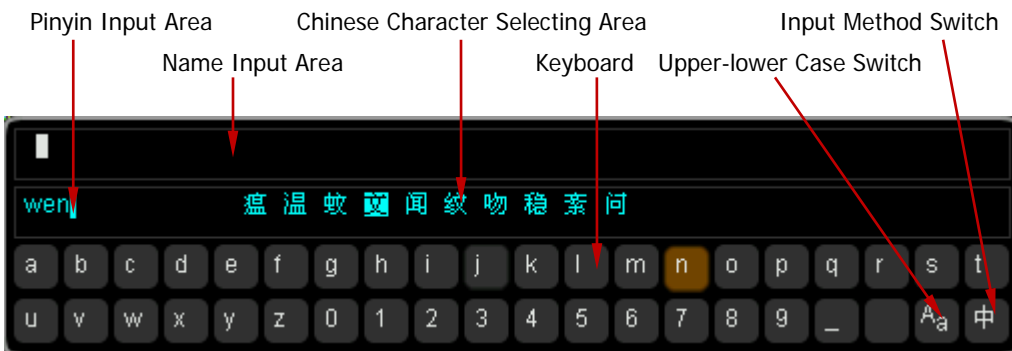 Pinyin Input Area Chinese Character Selecting Area Input Method Switch
Name Input Area Keyboard Upper-lower Case Switch
wen 瘟 温 蚊 文 闻 纹 吻 稳 紊 问
a b c d e f g h i j k l m n o p q r s t
u v w x y z 0 1 2 3 4 5 6 7 8 9 _ Aa 中